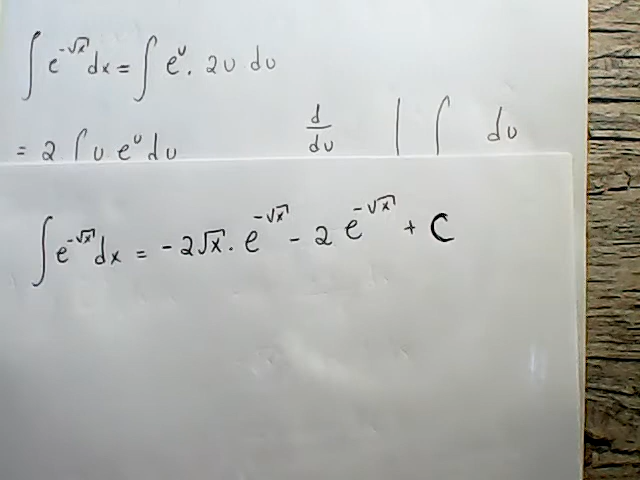 ∫ e^{-√x} dx = ∫ e^u · 2u du
= 2 ∫ u e^u du d/du | ∫ du
∫ e^{-√x} dx = -2√x · e^{-√x} - 2 e^{-√x} + C